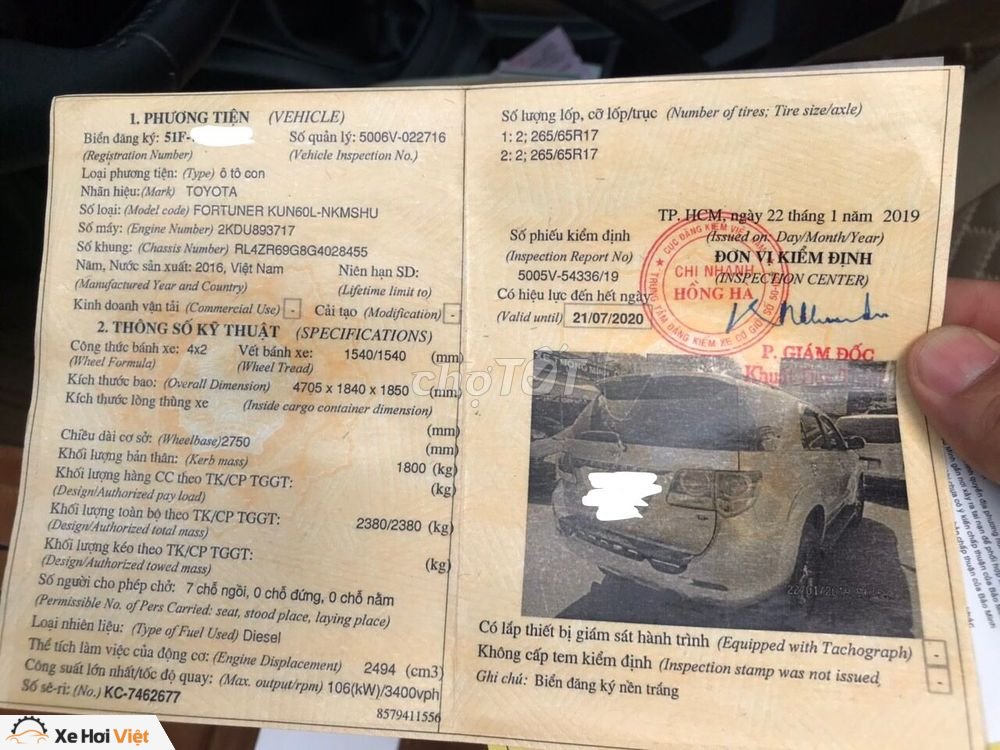 1. PHƯƠNG TIỆN (VEHICLE)
Biển đăng ký: 51F- Số quản lý: 5006V-022716
(Registration Number) (Vehicle Inspection No.)
Loại phương tiện: (Type) ô tô con
Nhãn hiệu: (Mark) TOYOTA
Số loại: (Model code) FORTUNER KUN60L-NKMSHU
Số máy: (Engine Number) 2KDU893717
Số khung: (Chassis Number) RL4ZR69G8G4028455
Năm, Nước sản xuất: 2016, Việt Nam Niên hạn SD:
(Manufactured Year and Country) (Lifetime limit to)
Kinh doanh vận tải (Commercial Use) - Cải tạo (Modification) -
2. THÔNG SỐ KỸ THUẬT (SPECIFICATIONS)
Công thức bánh xe: 4x2 Vết bánh xe: 1540/1540 (mm)
(Wheel Formula) (Wheel Tread)
Kích thước bao: (Overall Dimension) 4705 x 1840 x 1850 (mm)
Kích thước lòng thùng xe (Inside cargo container dimension)
(mm)
Chiều dài cơ sở: (Wheelbase) 2750 (mm)
Khối lượng bản thân: (Kerb mass) 1800 (kg)
Khối lượng hàng CC theo TK/CP TGGT: (kg)
(Design/Authorized pay load)
Khối lượng toàn bộ theo TK/CP TGGT: 2380/2380 (kg)
(Design/Authorized total mass)
Khối lượng kéo theo TK/CP TGGT: (kg)
(Design/Authorized towed mass)
Số người cho phép chở: 7 chỗ ngồi, 0 chỗ đứng, 0 chỗ nằm
(Permissible No. of Pers Carried: seat, stood place, laying place)
Loại nhiên liệu: (Type of Fuel Used) Diesel
Thể tích làm việc của động cơ: (Engine Displacement) 2494 (cm3)
Công suất lớn nhất/tốc độ quay: (Max. output/rpm) 106(kW)/3400vph
Số sê-ri: (No.) KC-7462677
8579411556
Số lượng lốp, cỡ lốp/trục (Number of tires; Tire size/axle)
1: 2; 265/65R17
2: 2; 265/65R17
TP. HCM, ngày 22 tháng 1 năm 2019
Số phiếu kiểm định (Issued on: Day/Month/Year)
(Inspection Report No) ĐƠN VỊ KIỂM ĐỊNH
5005V-54336/19 (INSPECTION CENTER)
CHI NHÁNH
HỒNG HÀ
Có hiệu lực đến hết ngày
(Valid until) 21/07/2020
P. GIÁM ĐỐC
chợTỐT
Có lắp thiết bị giám sát hành trình (Equipped with Tachograph) -
Không cấp tem kiểm định (Inspection stamp was not issued) -
Ghi chú: Biển đăng ký nền trắng
Xe Hơi Việt